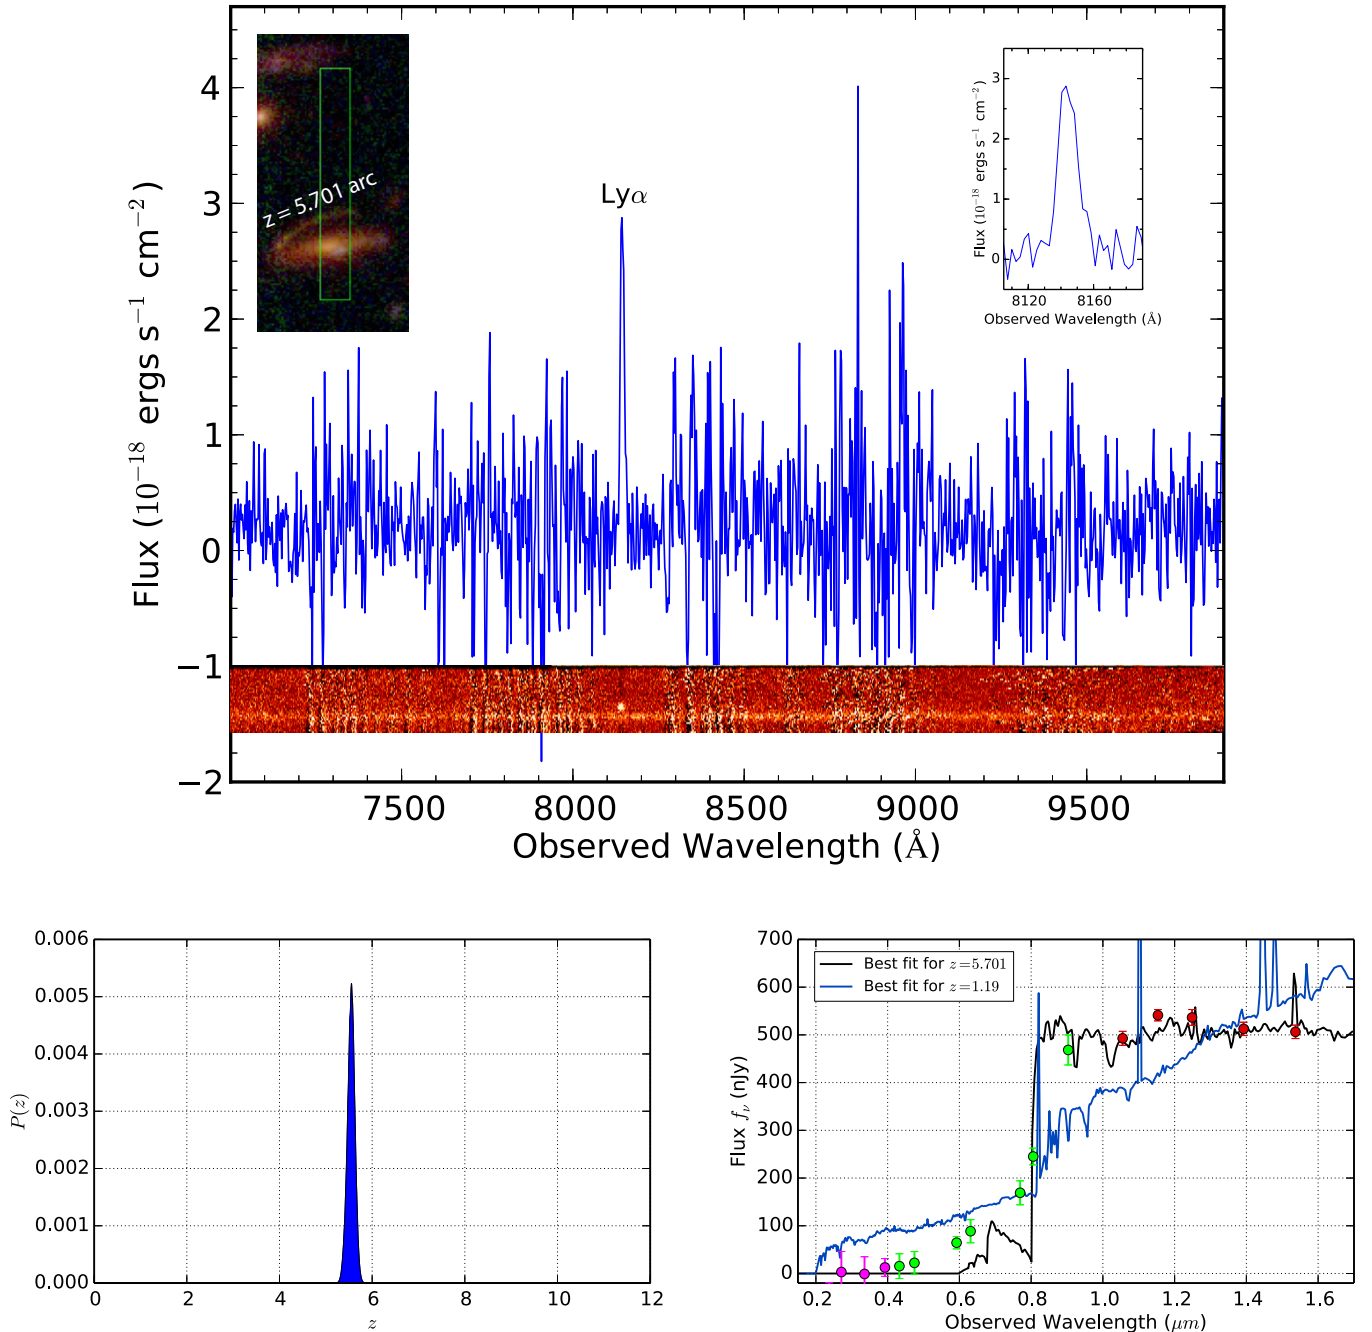 4
3
2
1
0
−1
−2
Flux (10⁻¹⁸ ergs s⁻¹ cm⁻²)
z = 5.701 arc
Lyα
3
2
1
0
Flux (10⁻¹⁸ ergs s⁻¹ cm⁻²)
8120 8160
Observed Wavelength (Å)
7500 8000 8500 9000 9500
Observed Wavelength (Å)
0.006
0.005
0.004
0.003
0.002
0.001
0.000
P(z)
0 2 4 6 8 10 12
z
700
600
500
400
300
200
100
0
Flux fν (nJy)
Best fit for z=5.701
Best fit for z=1.19
0.2 0.4 0.6 0.8 1.0 1.2 1.4 1.6
Observed Wavelength (μm)